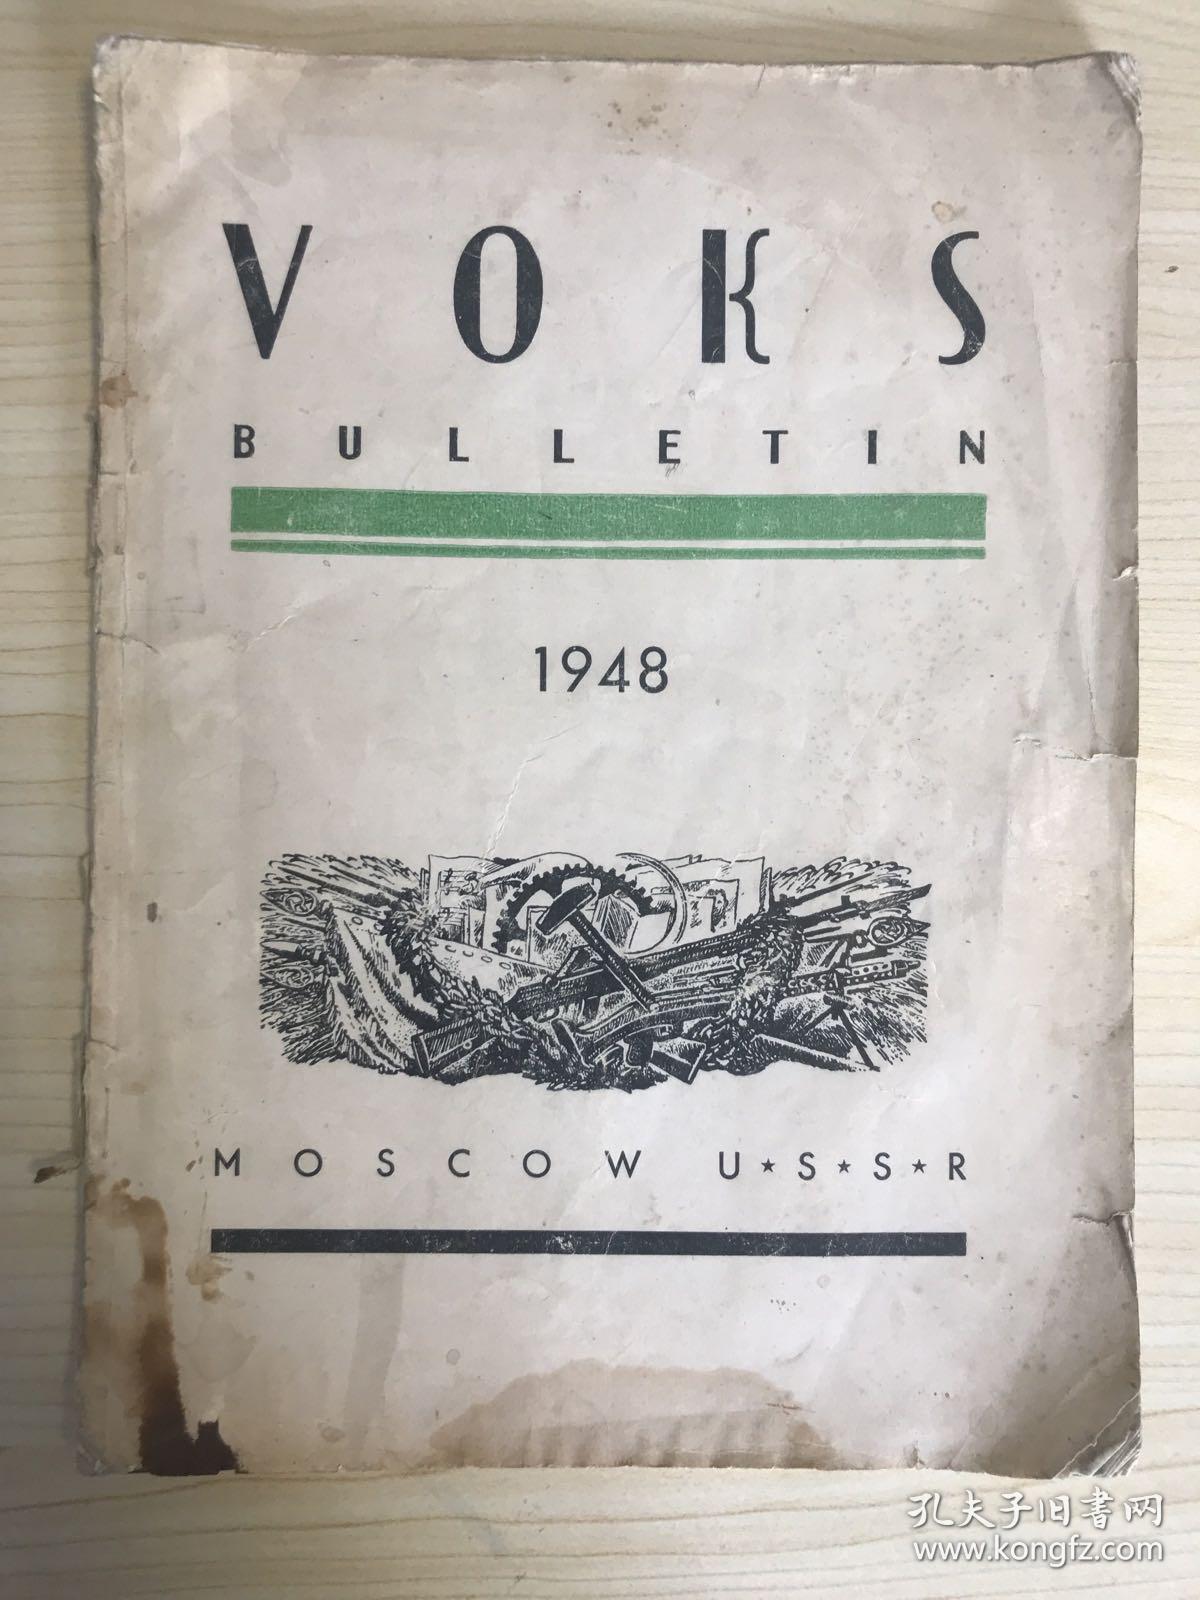 VOKS
BULLETIN
1948
MOSCOW U★S★S★R
孔夫子旧书网
www.kongfz.com